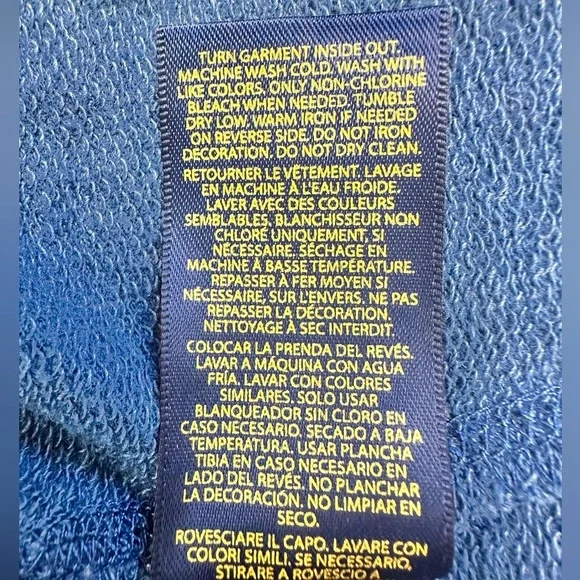 TURN GARMENT INSIDE OUT.
MACHINE WASH COLD, WASH WITH
LIKE COLORS. ONLY NON-CHLORINE
BLEACH WHEN NEEDED. TUMBLE
DRY LOW. WARM IRON IF NEEDED
ON REVERSE SIDE. DO NOT IRON
DECORATION. DO NOT DRY CLEAN.
RETOURNER LE VÊTEMENT. LAVAGE
EN MACHINE À L'EAU FROIDE.
LAVER AVEC DES COULEURS
SEMBLABLES. BLANCHISSEUR NON
CHLORÉ UNIQUEMENT, SI
NÉCESSAIRE. SÉCHAGE EN
MACHINE À BASSE TEMPÉRATURE.
REPASSER À FER MOYEN SI
NÉCESSAIRE, SUR L'ENVERS. NE PAS
REPASSER LA DÉCORATION.
NETTOYAGE À SEC INTERDIT.
COLOCAR LA PRENDA DEL REVÉS.
LAVAR A MÁQUINA CON AGUA
FRÍA. LAVAR CON COLORES
SIMILARES. SOLO USAR
BLANQUEADOR SIN CLORO EN
CASO NECESARIO. SECADO A BAJA
TEMPERATURA. USAR PLANCHA
TIBIA EN CASO NECESARIO EN
LADO DEL REVÉS. NO PLANCHAR
LA DECORACIÓN. NO LIMPIAR EN
SECO.
ROVESCIARE IL CAPO. LAVARE CON
COLORI SIMILI. SE NECESSARIO,
STIRARE A ROVESCIO A